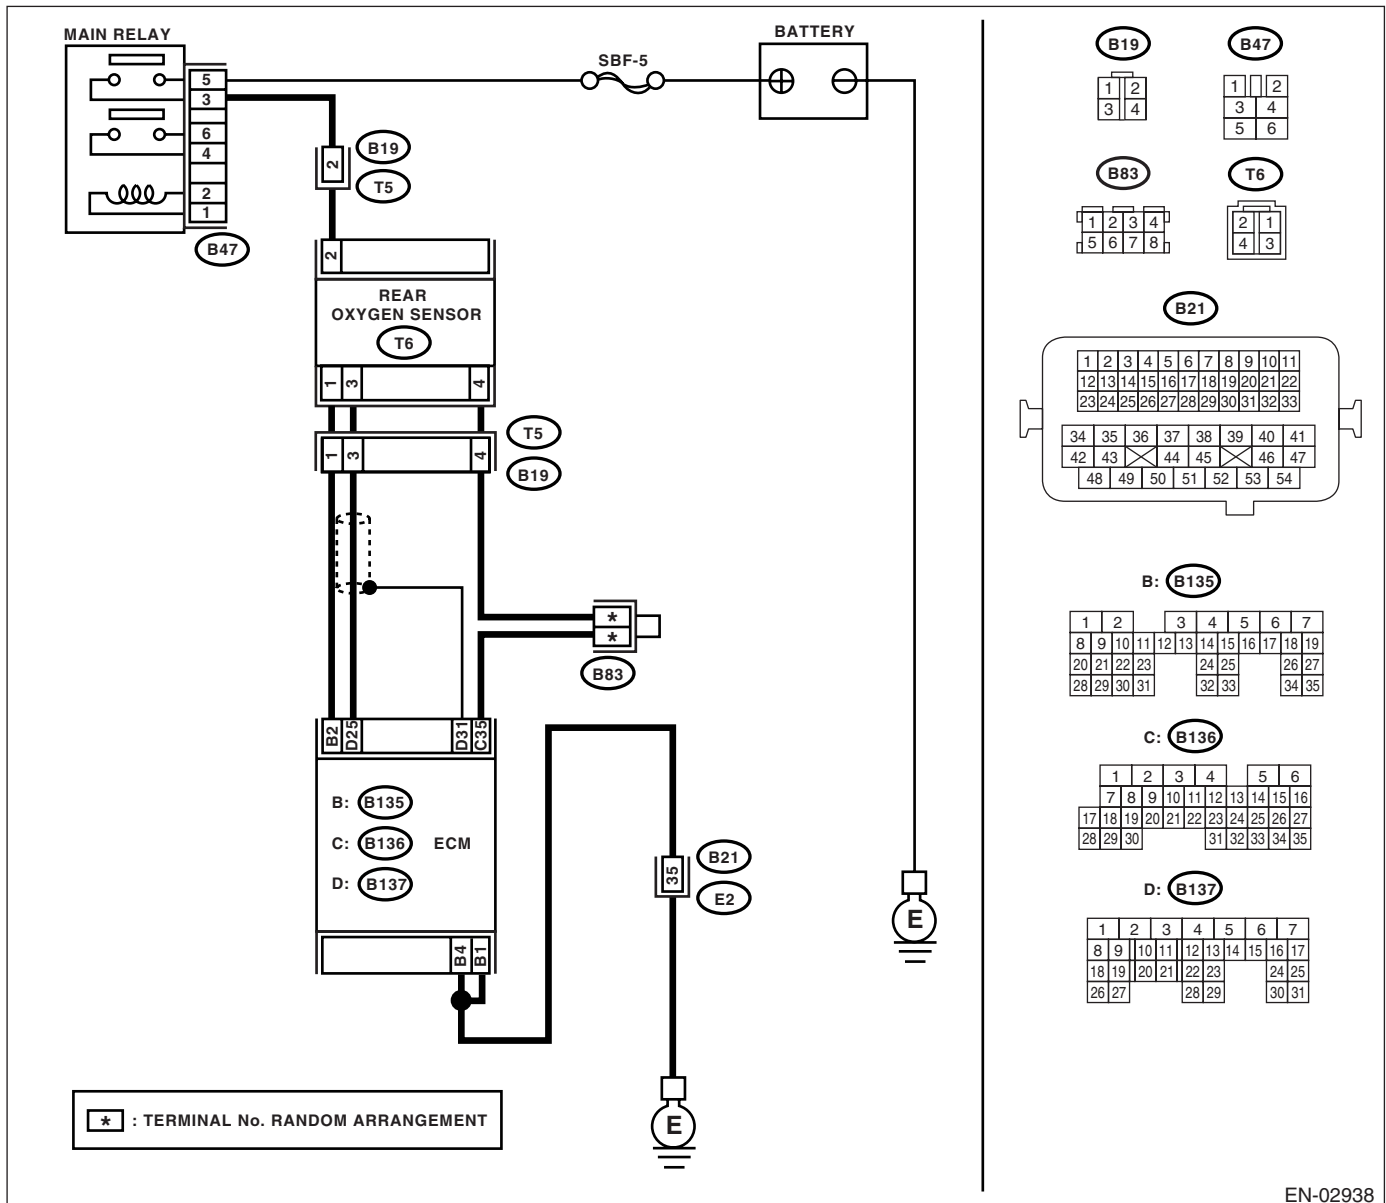 MAIN RELAY
5
3
6
4
2
1
B47
SBF-5
BATTERY
2
B19
T5
2
REAR
OXYGEN SENSOR
T6
1 3 4
T5
1 3 4
B19
*
*
B83
B2 D25 D31 C35
B: B135
C: B136 ECM
D: B137
B4 B1
35
B21
E2
E
E
* : TERMINAL No. RANDOM ARRANGEMENT
B19
1 2
3 4
B47
1 2
3 4
5 6
B83
1 2 3 4
5 6 7 8
T6
2 1
4 3
B21
1 2 3 4 5 6 7 8 9 10 11
12 13 14 15 16 17 18 19 20 21 22
23 24 25 26 27 28 29 30 31 32 33
34 35 36 37 38 39 40 41
42 43 44 45 46 47
48 49 50 51 52 53 54
B: B135
1 2 3 4 5 6 7
8 9 10 11 12 13 14 15 16 17 18 19
20 21 22 23 24 25 26 27
28 29 30 31 32 33 34 35
C: B136
1 2 3 4 5 6
7 8 9 10 11 12 13 14 15 16
17 18 19 20 21 22 23 24 25 26 27
28 29 30 31 32 33 34 35
D: B137
1 2 3 4 5 6 7
8 9 10 11 12 13 14 15 16 17
18 19 20 21 22 23 24 25
26 27 28 29 30 31
EN-02938